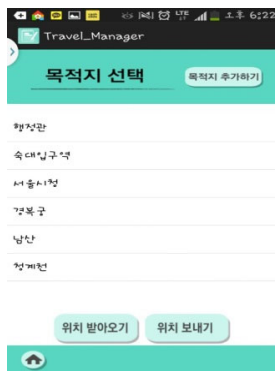 LTE 오후 6:22
Travel_Manager
목적지 선택
목적지 추가하기
행정관
숙대입구역
서울시청
경복궁
남산
청계천
위치 받아오기
위치 보내기